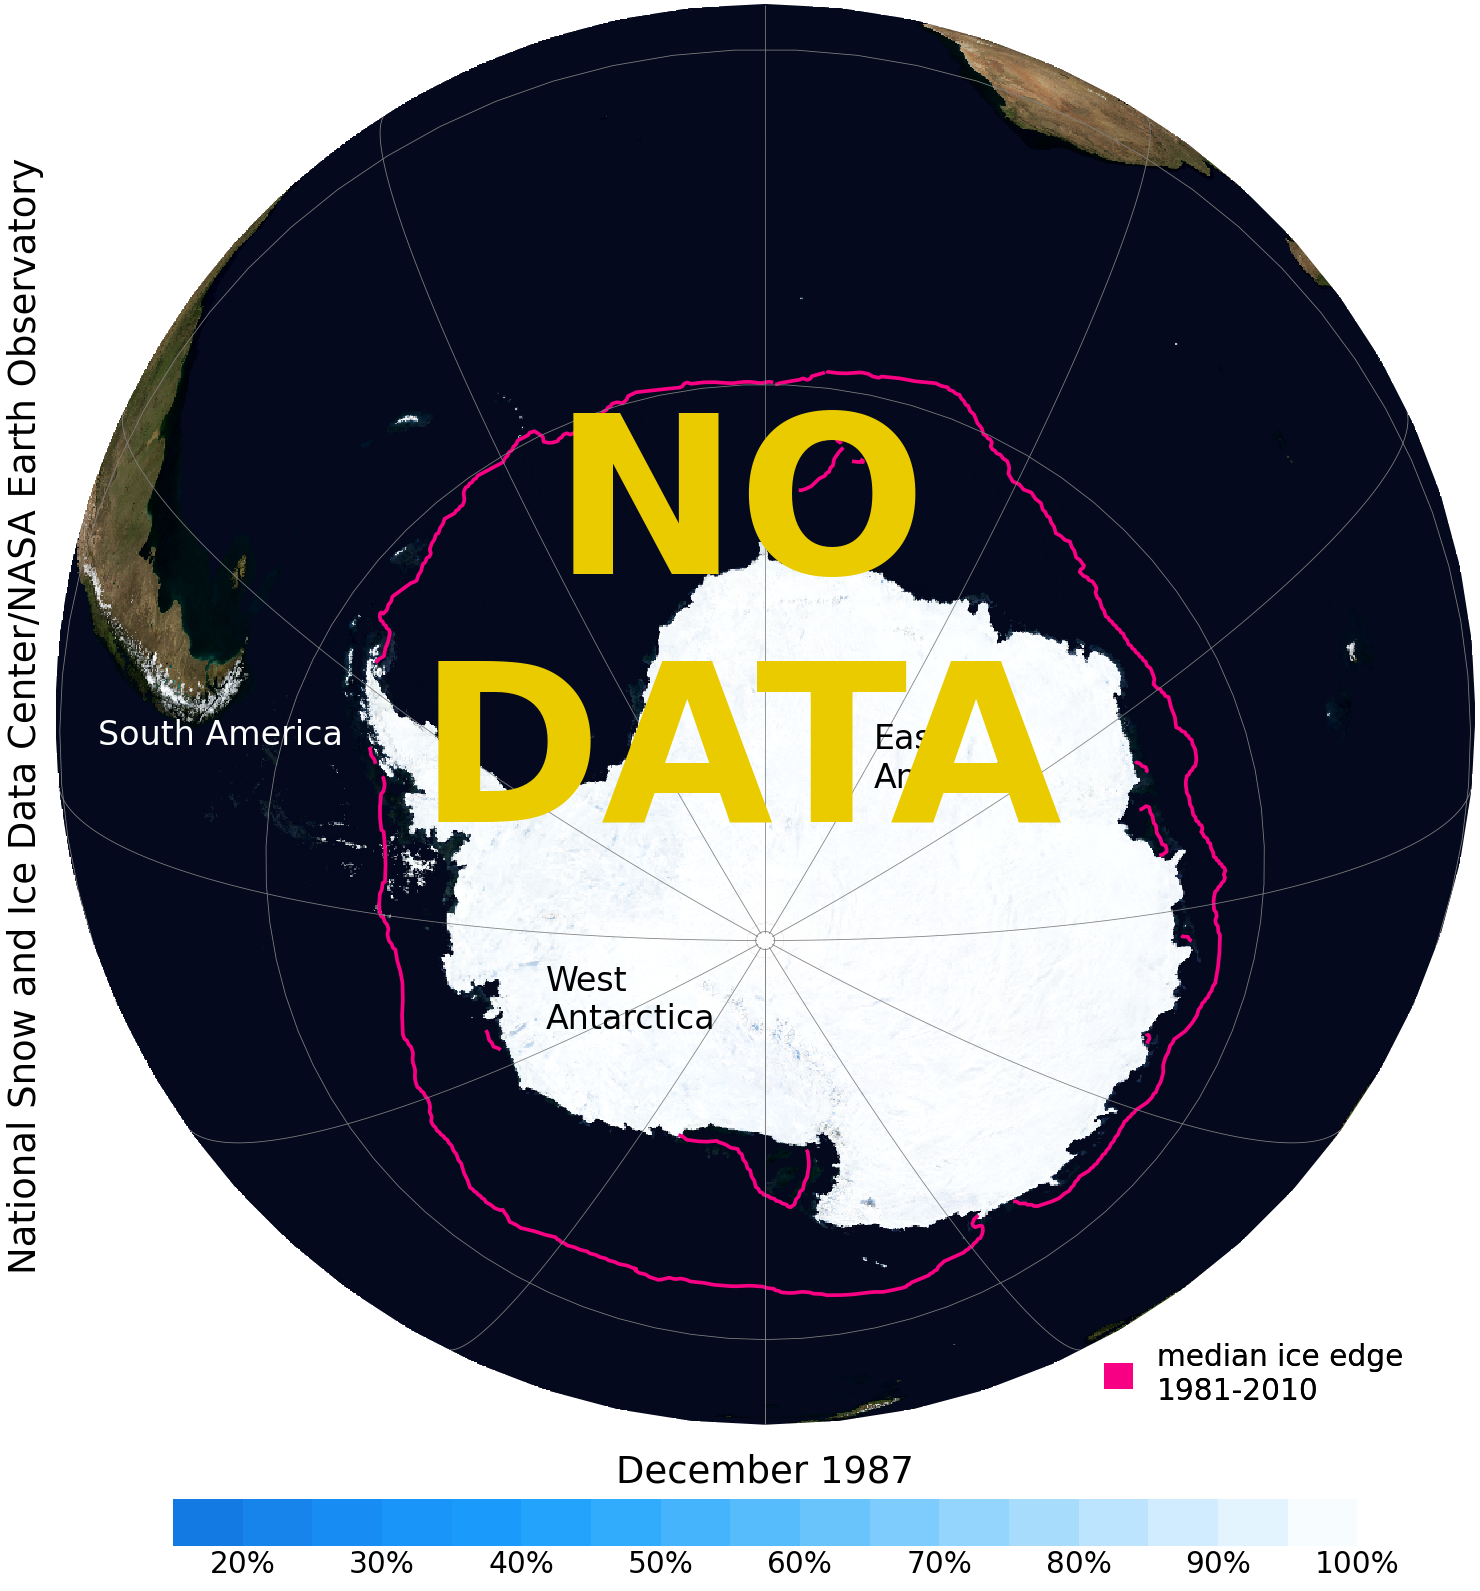 National Snow and Ice Data Center/NASA Earth Observatory
NO
DATA
South America
Eas
An
West
Antarctica
median ice edge
1981-2010
December 1987
20% 30% 40% 50% 60% 70% 80% 90% 100%